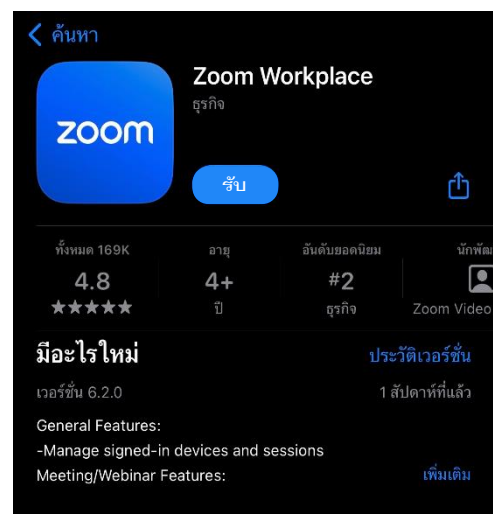 ค้นหา
Zoom Workplace
ธุรกิจ
zoom
รับ
ทั้งหมด 169K อายุ อันดับยอดนิยม
4.8 4+ #2
★★★★★ ปี ธุรกิจ Zoom Video
มีอะไรใหม่ ประวัติเวอร์ชั่น
เวอร์ชั่น 6.2.0 1 สัปดาห์ที่แล้ว
General Features:
-Manage signed-in devices and sessions
Meeting/Webinar Features: เพิ่มเติม